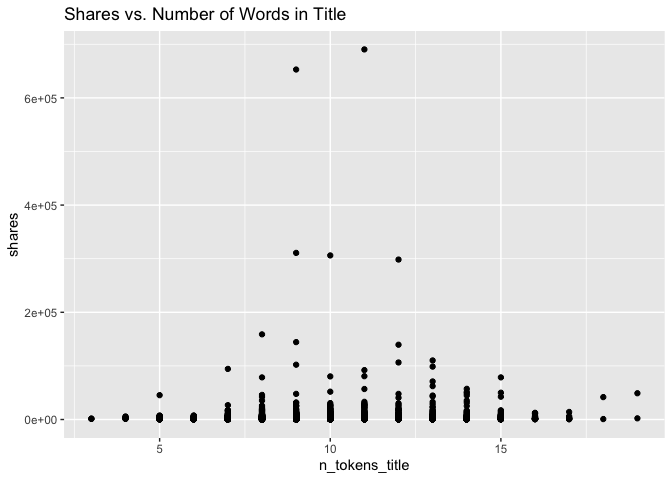 Shares vs. Number of Words in Title
6e+05
4e+05
2e+05
0e+00
shares
5
10
15
n_tokens_title